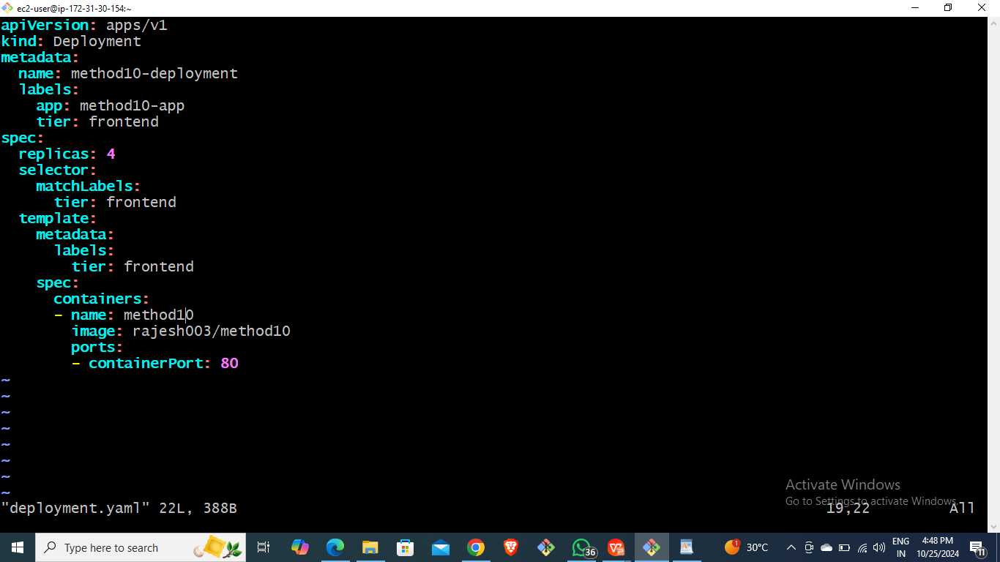 ec2-user@ip-172-31-30-154:~
apiVersion: apps/v1
kind: Deployment
metadata:
  name: method10-deployment
  labels:
    app: method10-app
    tier: frontend
spec:
  replicas: 4
  selector:
    matchLabels:
      tier: frontend
  template:
    metadata:
      labels:
        tier: frontend
    spec:
      containers:
      - name: method10
        image: rajesh003/method10
        ports:
        - containerPort: 80
~
~
~
~
~
~
~
~
Activate Windows
Go to Settings to activate Windows.
"deployment.yaml" 22L, 388B 19,22 All
Type here to search
36
1
30°C
ENG
IN
4:48 PM
10/25/2024
11